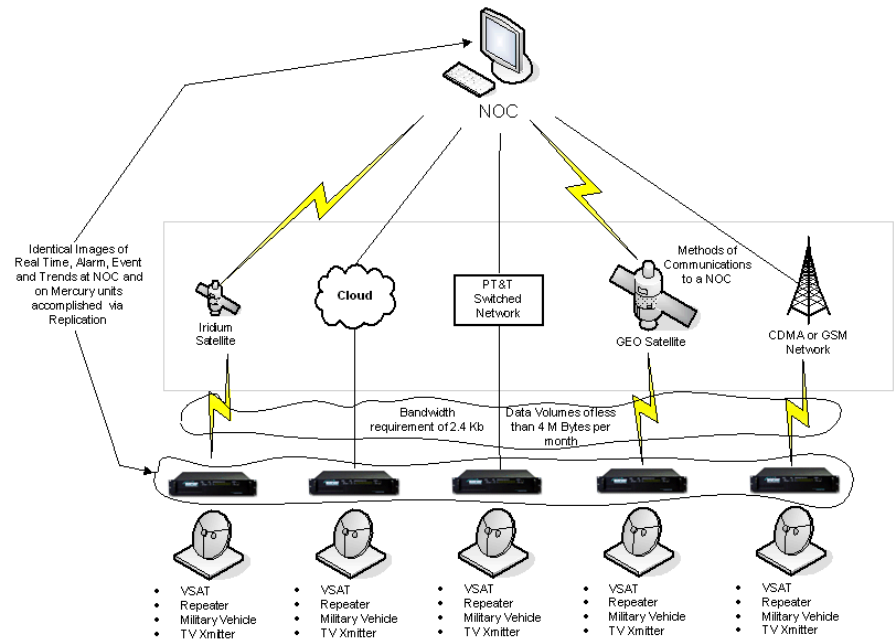 NOC
Identical Images of
Real Time, Alarm, Event
and Trends at NOC and
on Mercury units
accomplished via
Replication
Methods of
Communications
to a NOC
Iridium
Satellite
Cloud
PT&T
Switched
Network
GEO Satellite
CDMA or GSM
Network
Bandwidth
requirement of 2.4 Kb
Data Volumes of less
than 4 M Bytes per
month
• VSAT
• Repeater
• Military Vehicle
• TV Xmitter
• VSAT
• Repeater
• Military Vehicle
• TV Xmitter
• VSAT
• Repeater
• Military Vehicle
• TV Xmitter
• VSAT
• Repeater
• Military Vehicle
• TV Xmitter
• VSAT
• Repeater
• Military Vehicle
• TV Xmitter